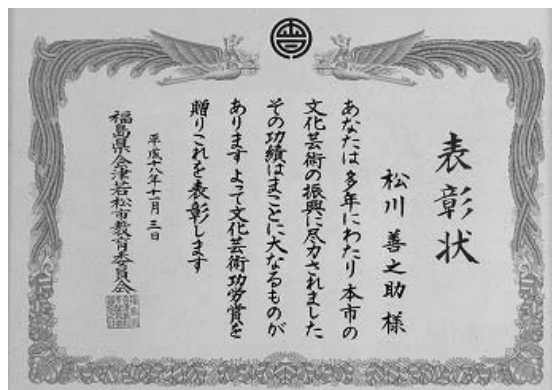 表彰状
松川善之助様
あなたは多年にわたり本市の
文化芸術の振興に尽力されました
その功績はまことに大なるものが
あります よって文化芸術功労賞を
贈りこれを表彰します
平成十八年十一月三日
福島県会津若松市教育委員会